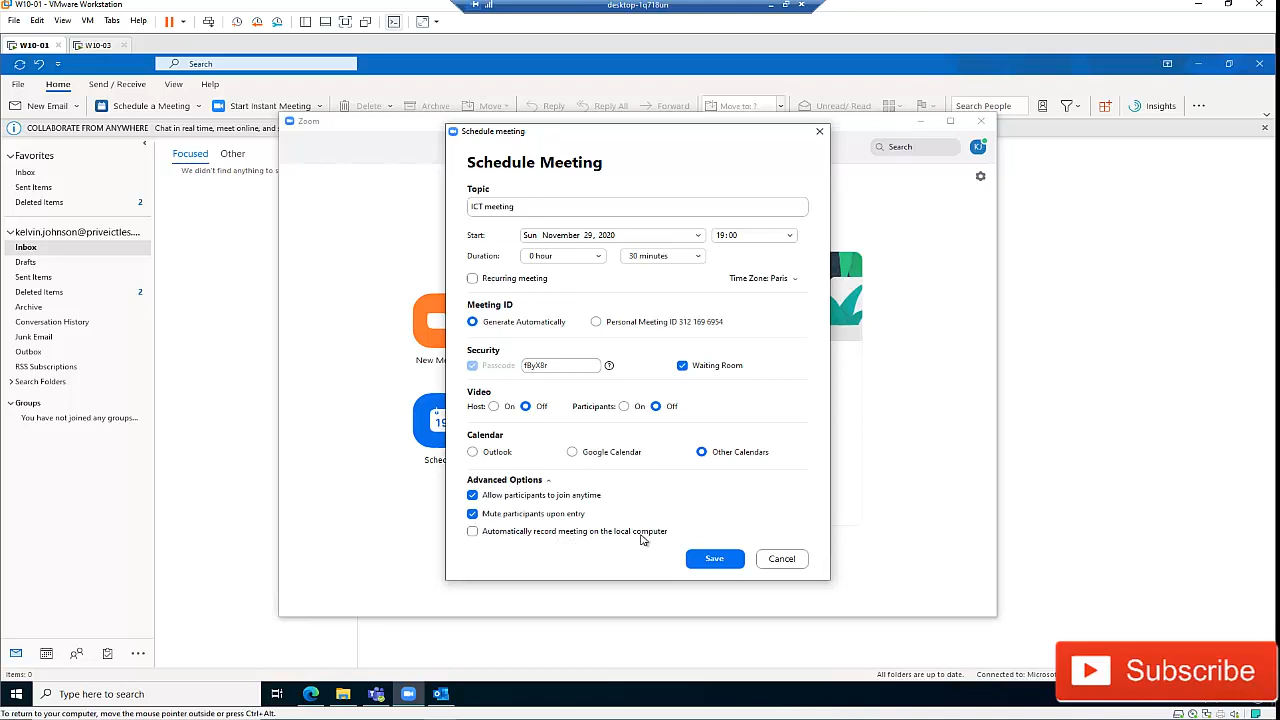 W10-01 - VMware Workstation
desktop-1q718un
File Edit View VM Tabs Help
W10-01 W10-03
Search
File Home Send / Receive View Help
New Email Schedule a Meeting Start Instant Meeting Delete Archive Move Reply Reply All Forward Move to: ? Unread/ Read Search People Insights
COLLABORATE FROM ANYWHERE Chat in real time, meet online, and s
Zoom
Schedule meeting
Favorites
Inbox
Sent Items
Deleted Items 2
kelvin.johnson@priveictles....
Inbox
Drafts
Sent Items
Deleted Items 2
Archive
Conversation History
Junk Email
Outbox
RSS Subscriptions
Search Folders
Groups
You have not joined any groups...
Focused Other
We didn't find anything to s
Search KJ
New M
19
Sched
Schedule Meeting
Topic
ICT meeting
Start: Sun November 29, 2020 19:00
Duration: 0 hour 30 minutes
Recurring meeting Time Zone: Paris
Meeting ID
Generate Automatically Personal Meeting ID 312 169 6954
Security
Passcode fByX8r Waiting Room
Video
Host: On Off Participants: On Off
Calendar
Outlook Google Calendar Other Calendars
Advanced Options
Allow participants to join anytime
Mute participants upon entry
Automatically record meeting on the local computer
Save Cancel
Subscribe
Items: 0 All folders are up to date. Connected to: Microsof
Type here to search
To return to your computer, move the mouse pointer outside or press Ctrl+Alt.